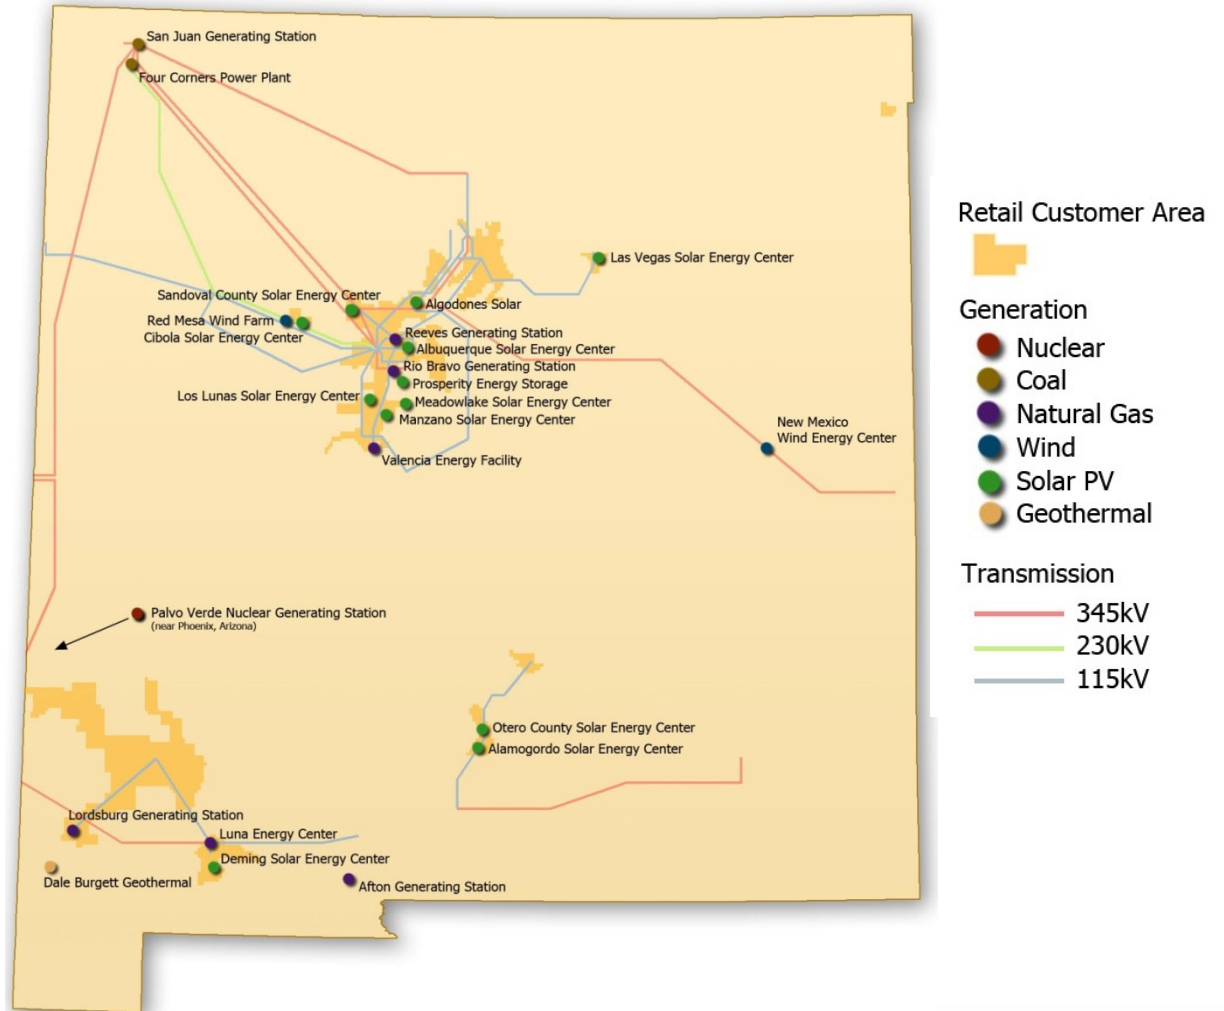 San Juan Generating Station
Four Corners Power Plant
Las Vegas Solar Energy Center
Sandoval County Solar Energy Center
Algodones Solar
Red Mesa Wind Farm
Cibola Solar Energy Center
Reeves Generating Station
Albuquerque Solar Energy Center
Rio Bravo Generating Station
Prosperity Energy Storage
Los Lunas Solar Energy Center
Meadowlake Solar Energy Center
Manzano Solar Energy Center
Valencia Energy Facility
New Mexico
Wind Energy Center
Palvo Verde Nuclear Generating Station
(near Phoenix, Arizona)
Otero County Solar Energy Center
Alamogordo Solar Energy Center
Lordsburg Generating Station
Luna Energy Center
Deming Solar Energy Center
Dale Burgett Geothermal
Afton Generating Station
Retail Customer Area
Generation
Nuclear
Coal
Natural Gas
Wind
Solar PV
Geothermal
Transmission
345kV
230kV
115kV